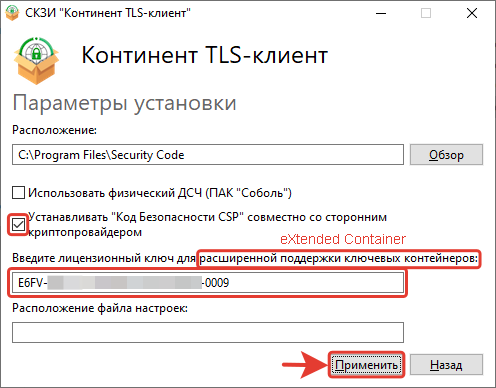 СКЗИ "Континент TLS-клиент"
Континент TLS-клиент
Параметры установки
Расположение:
C:\Program Files\Security Code
Обзор
Использовать физический ДСЧ (ПАК "Соболь")
Устанавливать "Код Безопасности CSP" совместно со сторонним
криптопровайдером
eXtended Container
Введите лицензионный ключ для расширенной поддержки ключевых контейнеров:
E6FV- -0009
Расположение файла настроек:
Применить
Назад